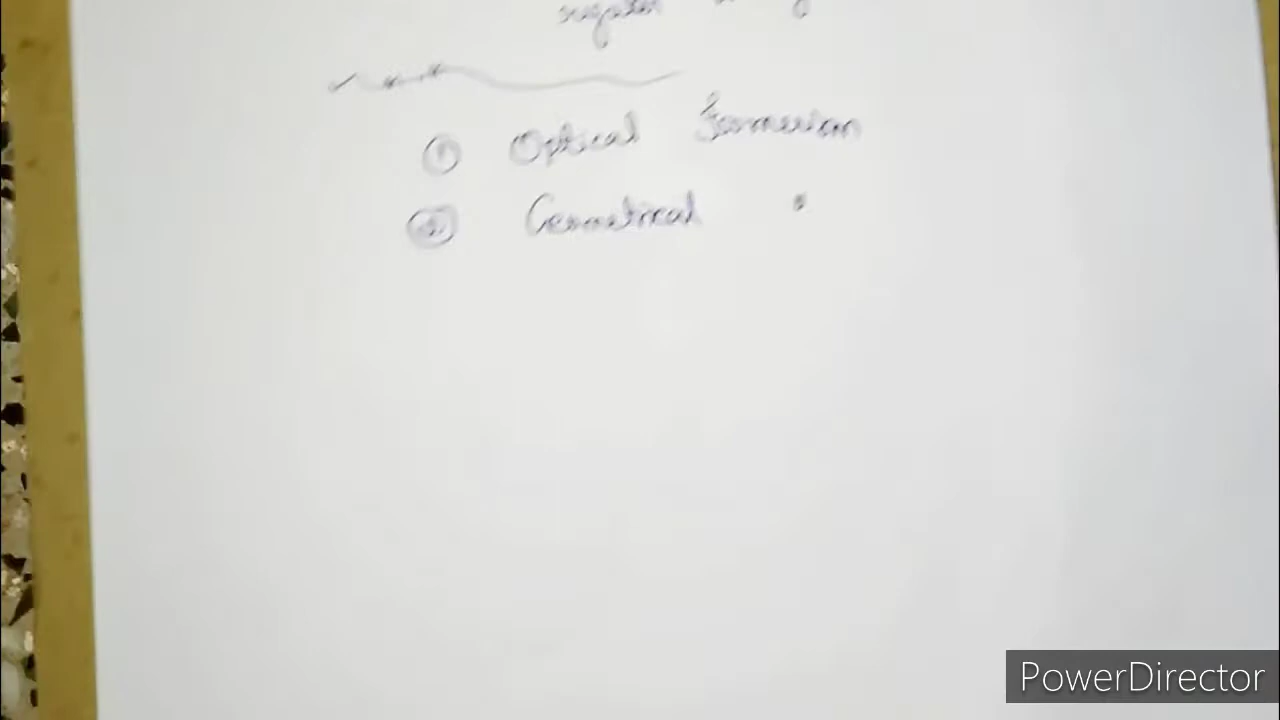 ① Optical Isomerism
② Geometrical "
PowerDirector